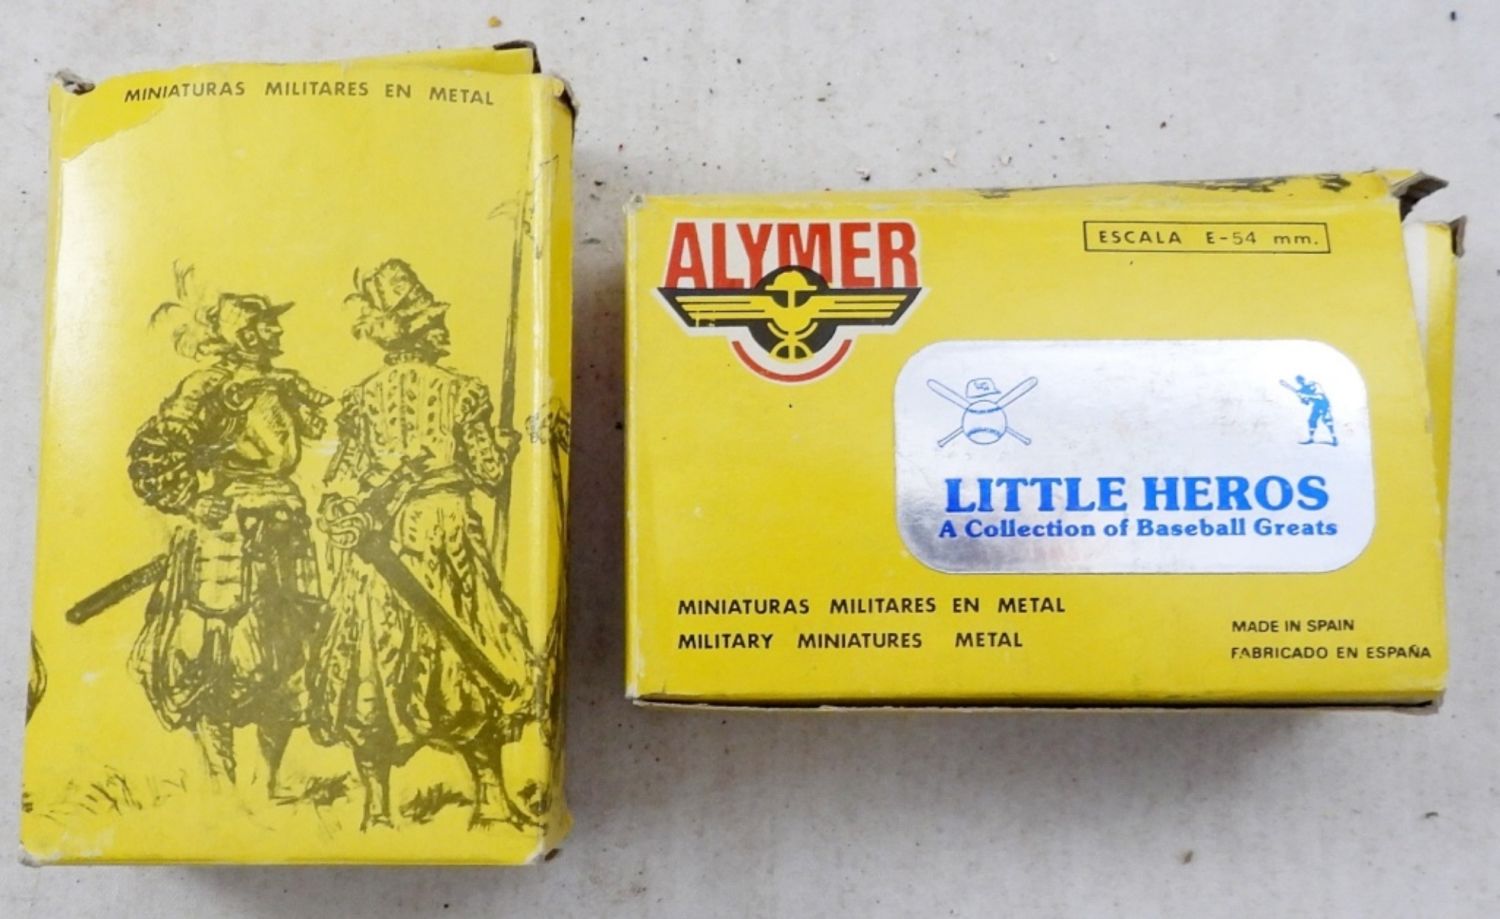 MINIATURAS MILITARES EN METAL
ALYMER
ESCALA E-54 mm.
LITTLE HEROS
A Collection of Baseball Greats
MINIATURAS MILITARES EN METAL
MILITARY MINIATURES METAL
MADE IN SPAIN
FABRICADO EN ESPAÑA